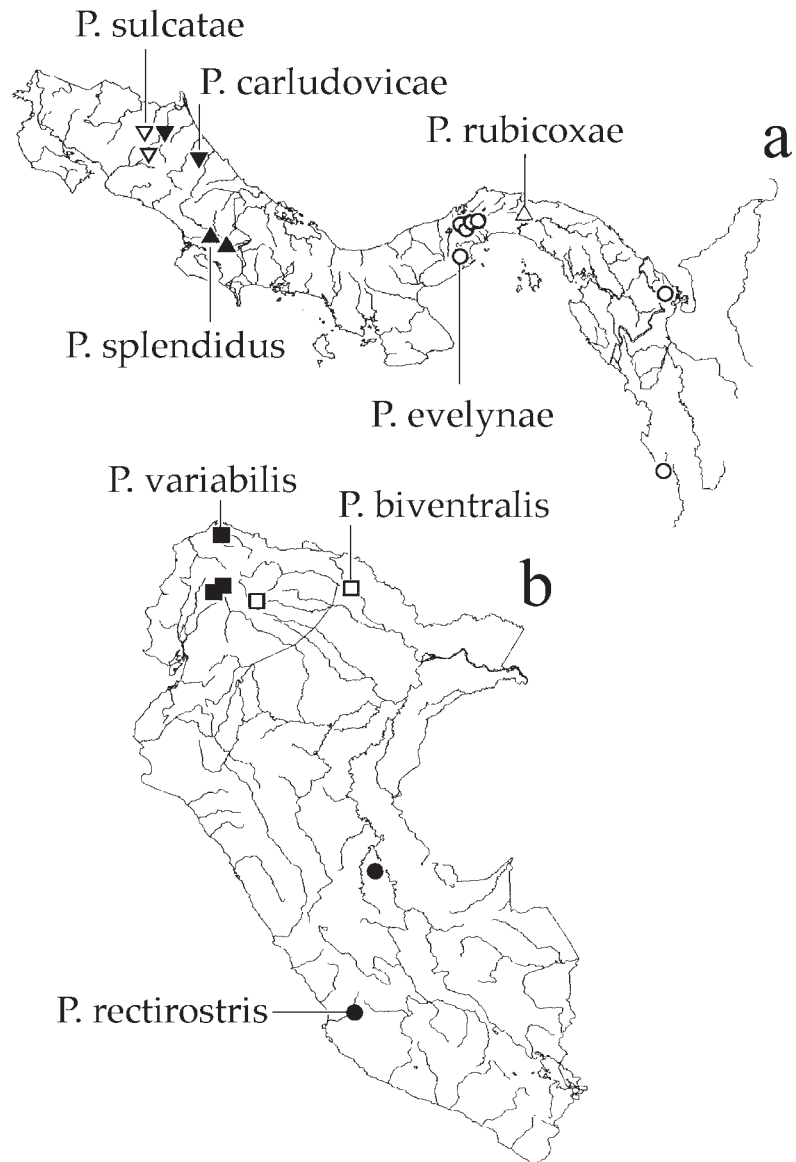 P. sulcatae
P. carludovicae
P. rubicoxae
a
P. splendidus
P. evelynae
P. variabilis
P. biventralis
b
P. rectirostris